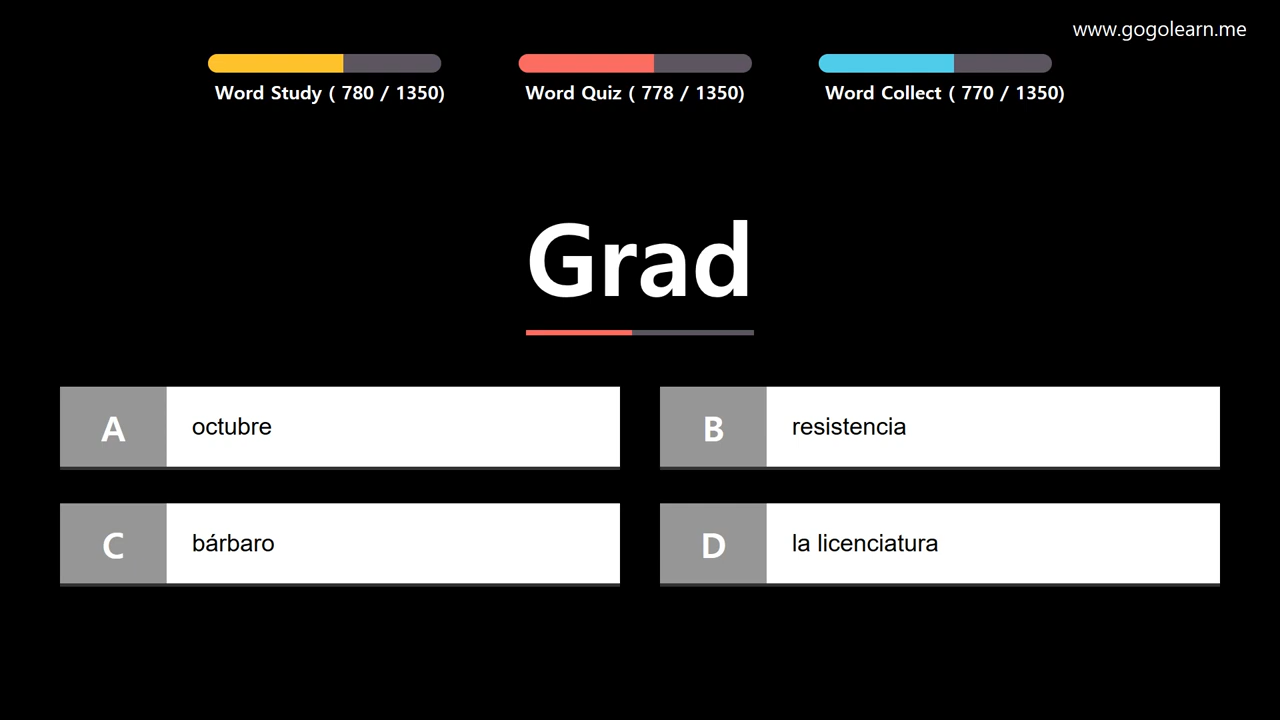 www.gogolearn.me
Word Study ( 780 / 1350)
Word Quiz ( 778 / 1350)
Word Collect ( 770 / 1350)
Grad
A octubre
B resistencia
C bárbaro
D la licenciatura